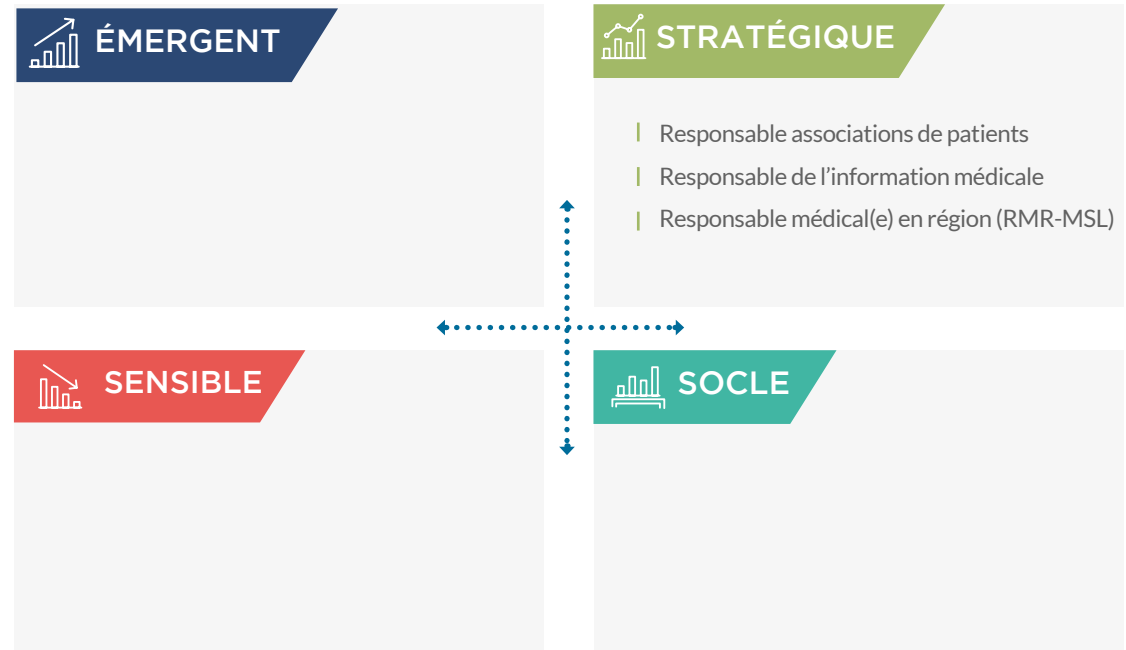 ÉMERGENT
STRATÉGIQUE
Responsable associations de patients
Responsable de l’information médicale
Responsable médical(e) en région (RMR-MSL)
SENSIBLE
SOCLE